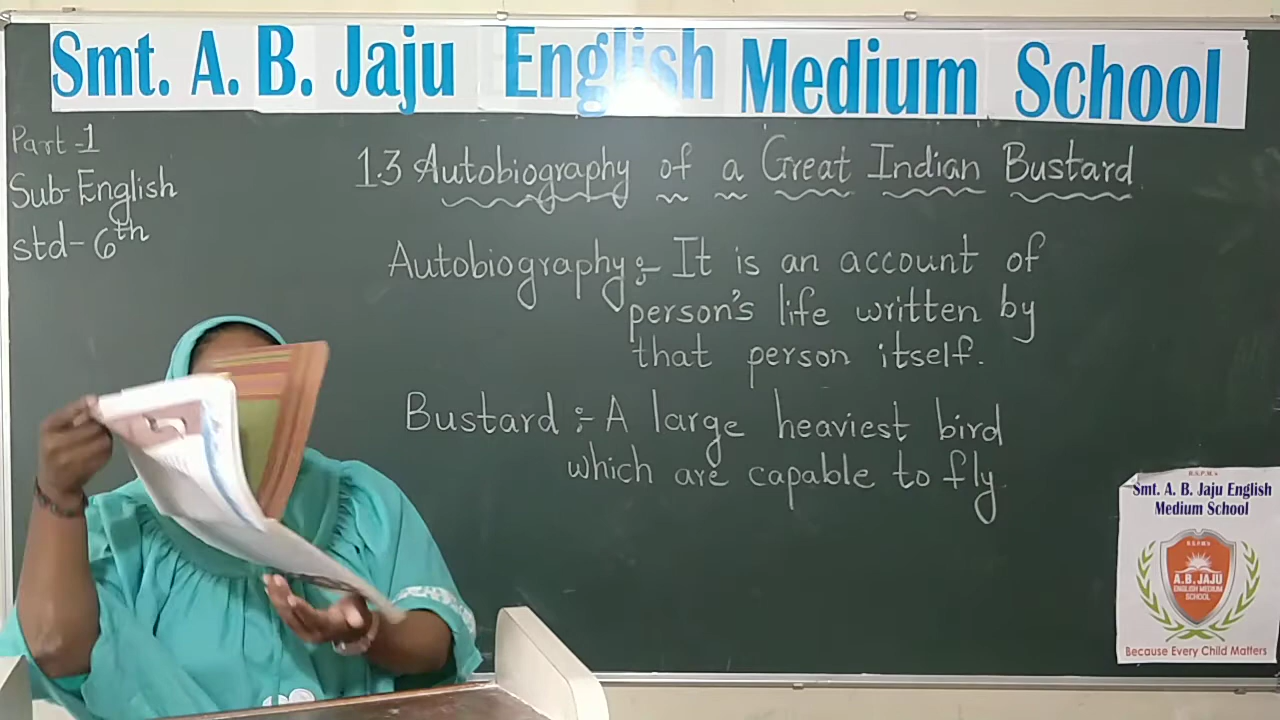 Smt. A. B. Jaju English Medium School
Part-1
Sub-English
std-6th
1.3 Autobiography of a Great Indian Bustard
Autobiography:- It is an account of
person's life written by
that person itself.
Bustard :- A large heaviest bird
which are capable to fly
B.S.P.M.'s
Smt. A. B. Jaju English
Medium School
B.S.P.M'S
A.B. JAJU
ENGLISH MEDIUM
SCHOOL
Because Every Child Matters